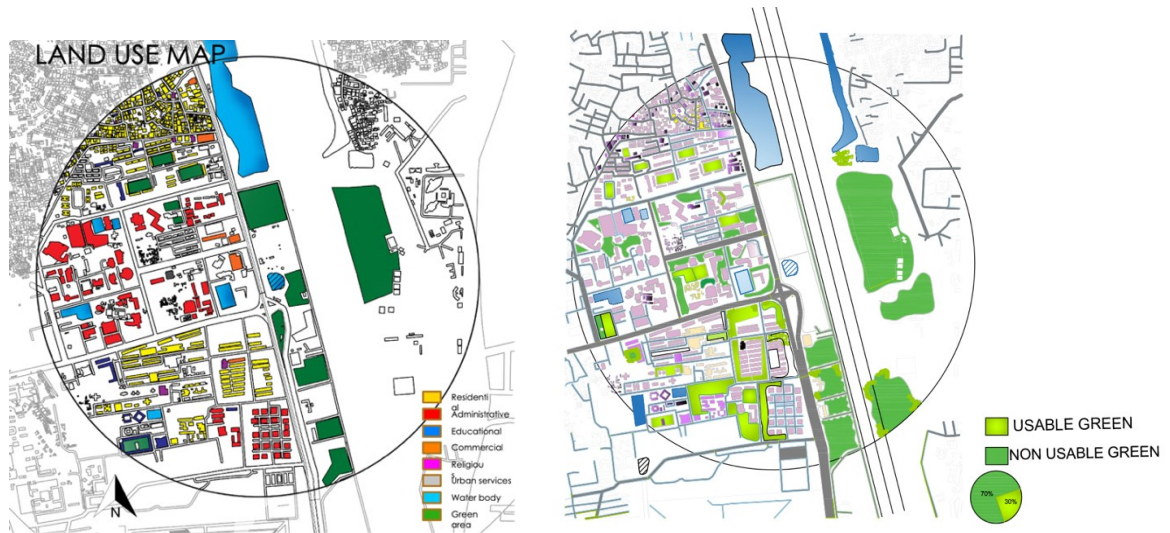 LAND USE MAP
Residenti
al
Administrative
Educational
Commercial
Religiou
s
Urban services
Water body
Green
area
N
USABLE GREEN
NON USABLE GREEN
70%
30%